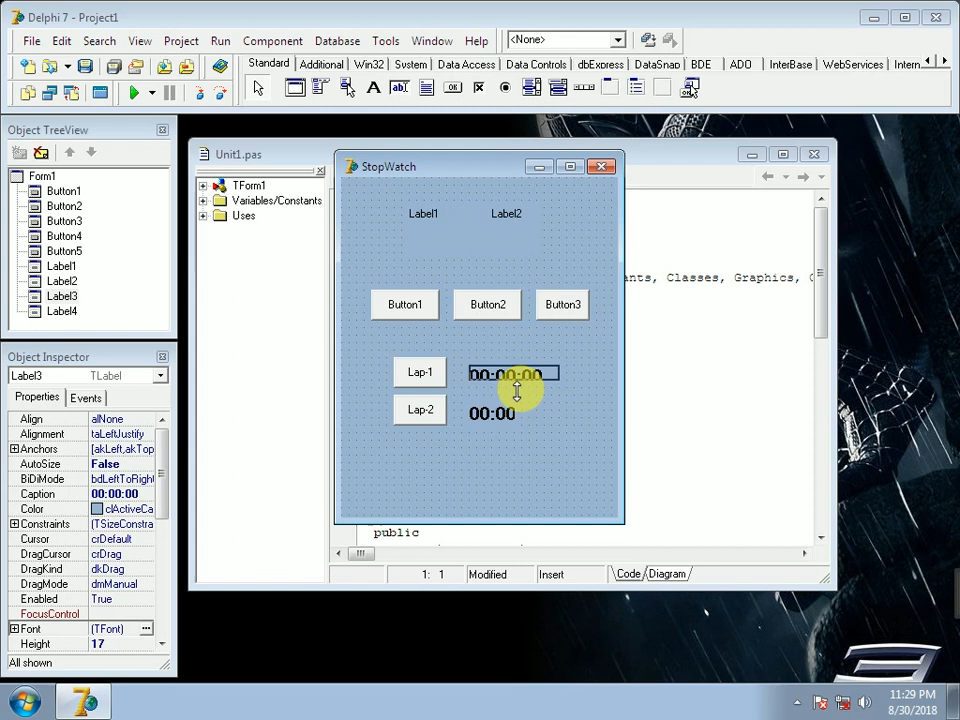 Delphi 7 - Project1
File Edit Search View Project Run Component Database Tools Window Help <None>
Standard Additional Win32 System Data Access Data Controls dbExpress DataSnap BDE ADO InterBase WebServices Intern
Object TreeView
Form1
Button1
Button2
Button3
Button4
Button5
Label1
Label2
Label3
Label4
Object Inspector
Label3 TLabel
Properties Events
Align alNone
Alignment taLeftJustify
Anchors [akLeft,akTop
AutoSize False
BiDiMode bdLeftToRigh
Caption 00:00:00
Color clActiveCa
Constraints (TSizeConstra
Cursor crDefault
DragCursor crDrag
DragKind dkDrag
DragMode dmManual
Enabled True
FocusControl
Font (TFont)
Height 17
All shown
Unit1.pas
TForm1
Variables/Constants
Uses
StopWatch
Label1 Label2
Button1 Button2 Button3
Lap-1 00:00:00
Lap-2 00:00
ants, Classes, Graphics,
public
1: 1 Modified Insert Code Diagram
11:29 PM
8/30/2018